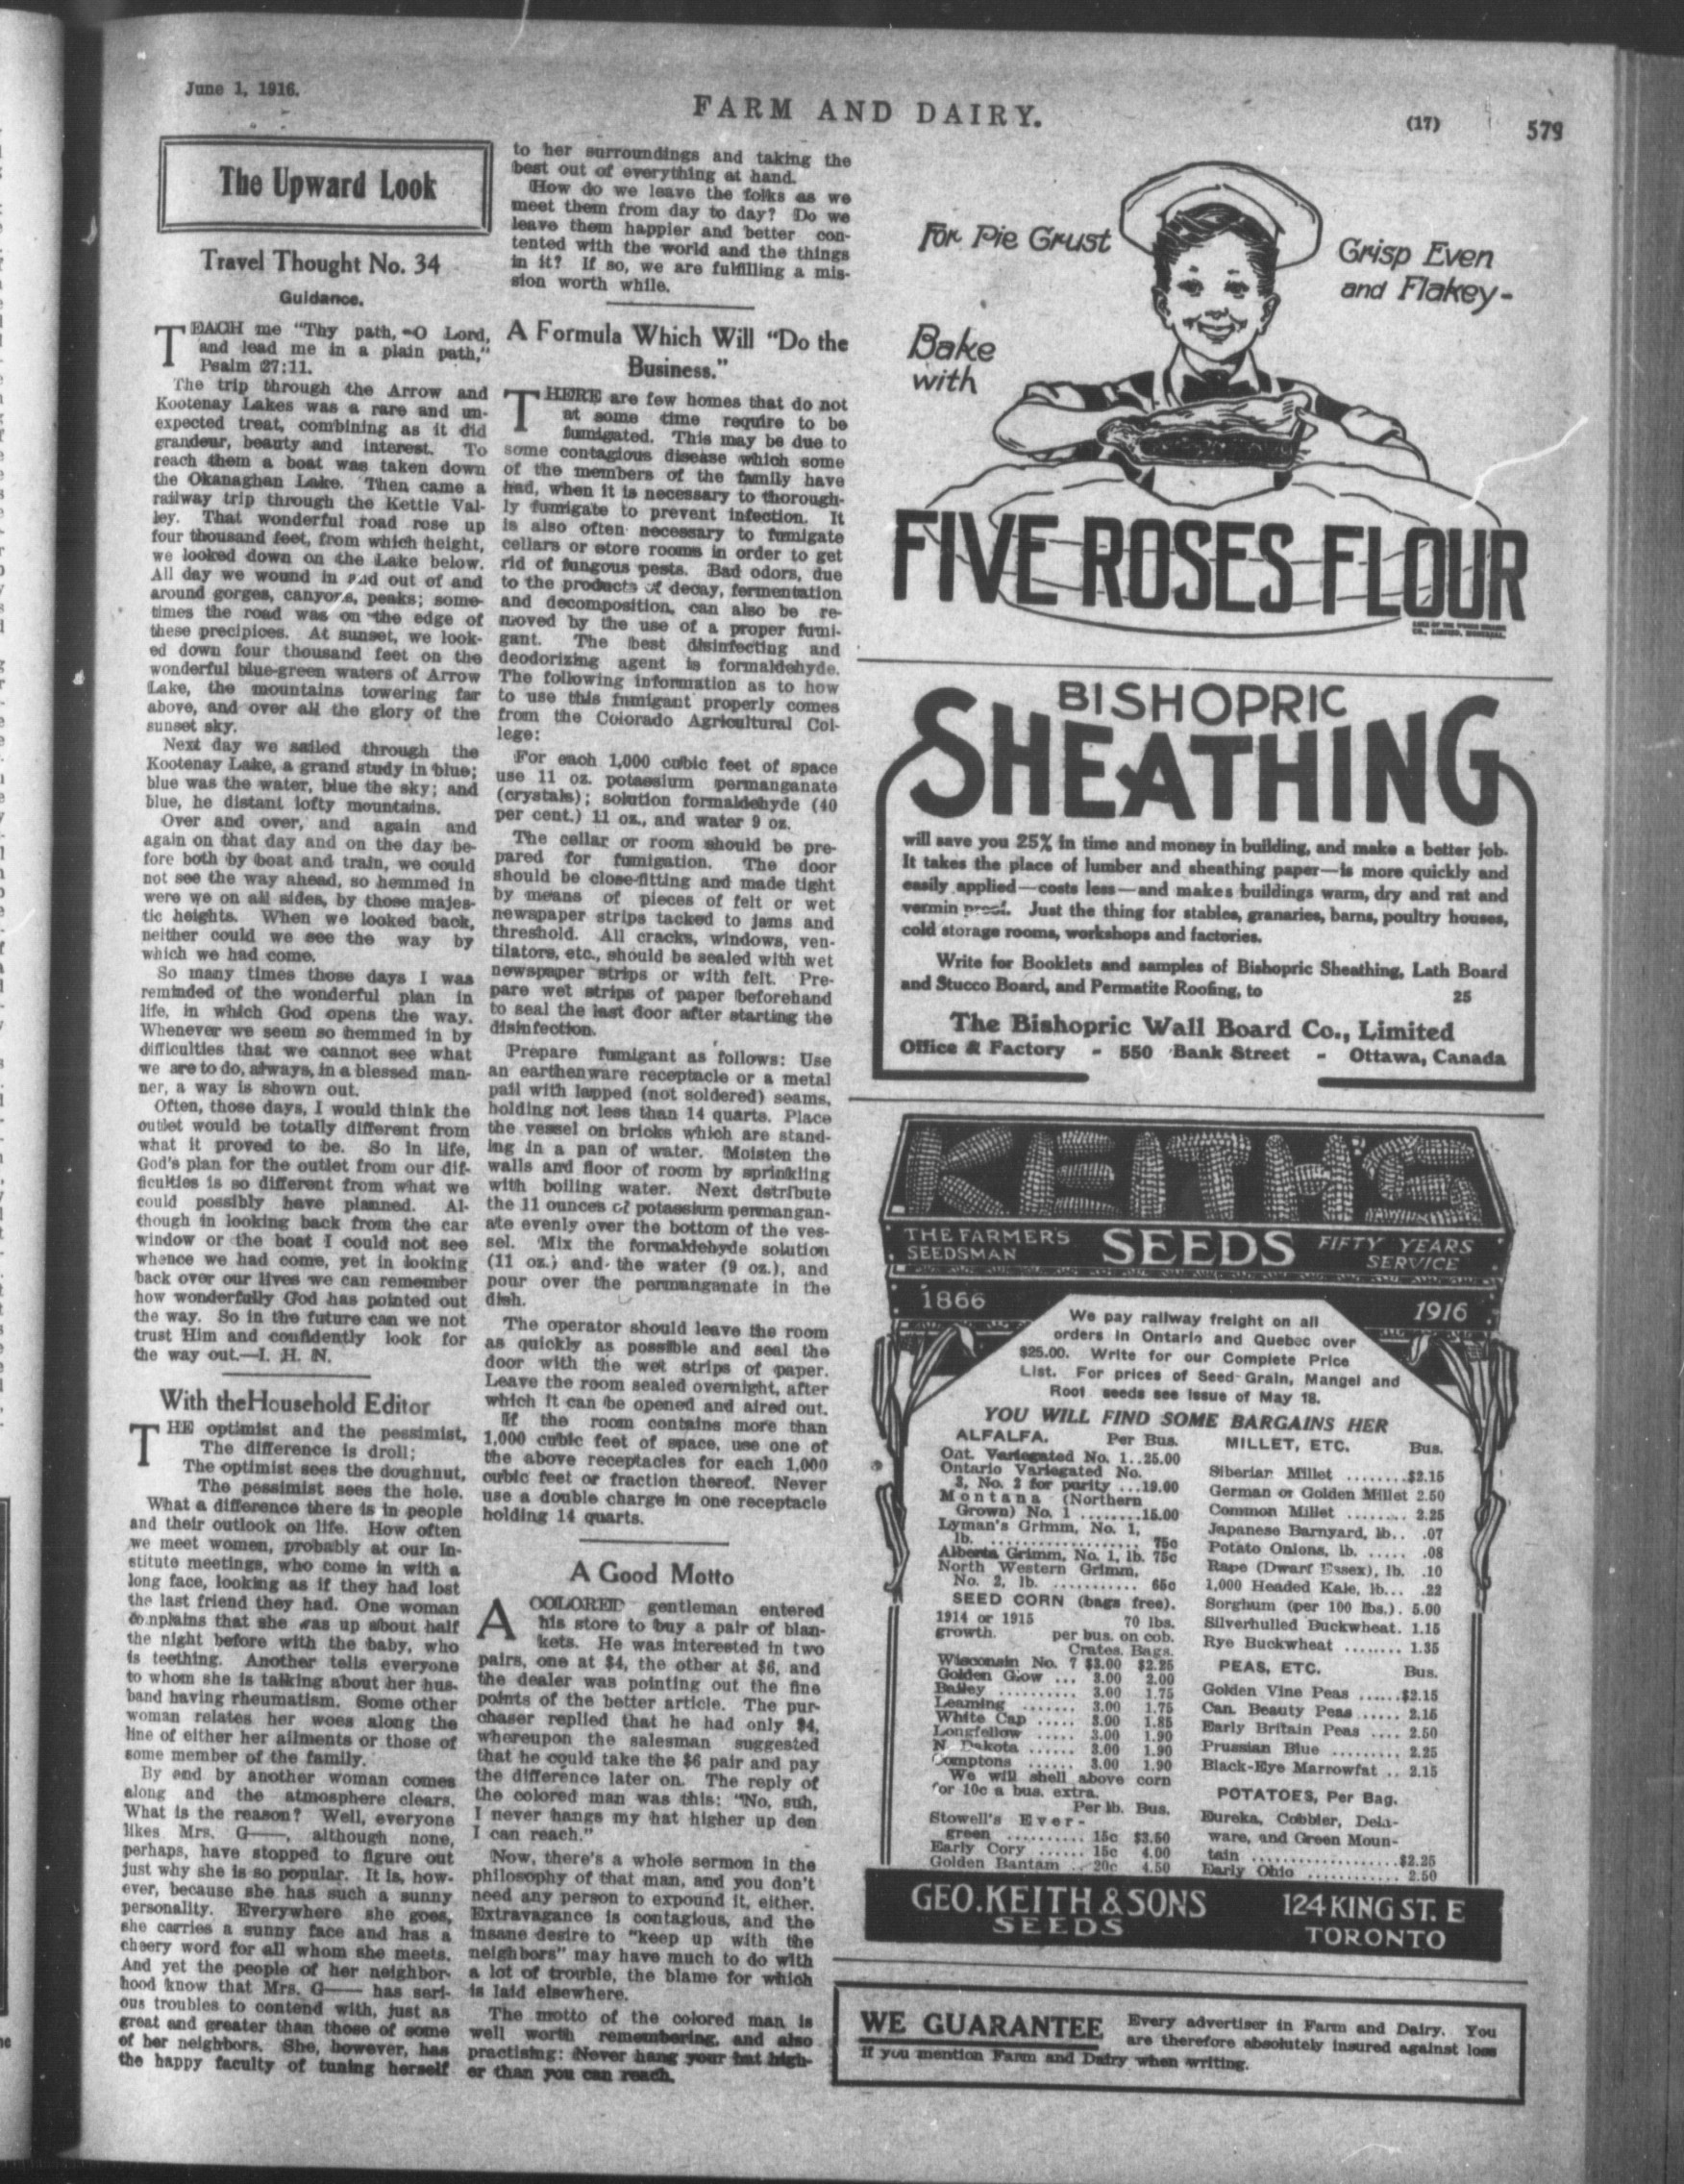 June 1, 1916.
FARM AND DAIRY.
(17)
579
The Upward Look
Travel Thought No. 34
Guidance.
TEACH me "Thy path, O Lord,
and lead me in a plain path,"
Psalm 27:11.
The trip through the Arrow and
Kootenay Lakes was a rare and un-
expected treat, combining as it did
grandeur, beauty and interest. To
reach them a boat was taken down
the Okanaghan Lake. Then came a
railway trip through the Kettle Val-
ley. That wonderful road rose up
four thousand feet, from which height,
we looked down on the Lake below.
All day we wound in and out of and
around gorges, canyons, peaks; some-
times the road was on the edge of
these precipices. At sunset, we look-
ed down four thousand feet on the
wonderful blue-green waters of Arrow
Lake, the mountains towering far
above, and over all the glory of the
sunset sky.
Next day we sailed through the
Kootenay Lake, a grand study in blue;
blue was the water, blue the sky; and
blue, he distant lofty mountains.
Over and over, and again and
again on that day and on the day be-
fore both by boat and train, we could
not see the way ahead, so hemmed in
were we on all sides, by those majes-
tic heights. When we looked back,
neither could we see the way by
which we had come.
So many times those days I was
reminded of the wonderful plan in
life, in which God opens the way.
Whenever we seem so hemmed in by
difficulties that we cannot see what
we are to do, always, in a blessed man-
ner, a way is shown out.
Often, those days, I would think the
outlet would be totally different from
what it proved to be. So in life,
God's plan for the outlet from our dif-
ficulties is so different from what we
could possibly have planned. Al-
though in looking back from the car
window or the boat I could not see
whence we had come, yet in looking
back over our lives we can remember
how wonderfully God has pointed out
the way. So in the future can we not
trust Him and confidently look for
the way out.—I. H. N.
With the Household Editor
THE optimist and the pessimist,
The difference is droll;
The optimist sees the doughnut,
The pessimist sees the hole.
What a difference there is in people
and their outlook on life. How often
we meet women, probably at our In-
stitute meetings, who come in with a
long face, looking as if they had lost
the last friend they had. One woman
complains that she was up about half
the night before with the baby, who
is teething. Another tells everyone
to whom she is talking about her hus-
band having rheumatism. Some other
woman relates her woes along the
line of either her ailments or those of
some member of the family.
By and by another woman comes
along and the atmosphere clears.
What is the reason? Well, everyone
likes Mrs. G——, although none,
perhaps, have stopped to figure out
just why she is so popular. It is, how-
ever, because she has such a sunny
personality. Everywhere she goes,
she carries a sunny face and has a
cheery word for all whom she meets.
And yet the people of her neighbor-
hood know that Mrs. G—— has seri-
ous troubles to contend with, just as
great and greater than those of some
of her neighbors. She, however, has
the happy faculty of tuning herself
to her surroundings and taking the
best out of everything at hand.
How do we leave the folks as we
meet them from day to day? Do we
leave them happier and better con-
tented with the world and the things
in it? If so, we are fulfilling a mis-
sion worth while.
A Formula Which Will "Do the
Business."
THERE are few homes that do not
at some time require to be
fumigated. This may be due to
some contagious disease which some
of the members of the family have
had, when it is necessary to thorough-
ly fumigate to prevent infection. It
is also often necessary to fumigate
cellars or store rooms in order to get
rid of fungous pests. Bad odors, due
to the products of decay, fermentation
and decomposition, can also be re-
moved by the use of a proper fumi-
gant. The best disinfecting and
deodorizing agent is formaldehyde.
The following information as to how
to use this fumigant properly comes
from the Colorado Agricultural Col-
lege:
For each 1,000 cubic feet of space
use 11 oz. potassium permanganate
(crystals); solution formaldehyde (40
per cent.) 11 oz., and water 9 oz.
The cellar or room should be pre-
pared for fumigation. The door
should be close-fitting and made tight
by means of pieces of felt or wet
newspaper strips tacked to jams and
threshold. All cracks, windows, ven-
tilators, etc., should be sealed with wet
newspaper strips or with felt. Pre-
pare wet strips of paper beforehand
to seal the last door after starting the
disinfection.
Prepare fumigant as follows: Use
an earthenware receptacle or a metal
pail with lapped (not soldered) seams,
holding not less than 14 quarts. Place
the vessel on bricks which are stand-
ing in a pan of water. Moisten the
walls and floor of room by sprinkling
with boiling water. Next dstribute
the 11 ounces of potassium permangan-
ate evenly over the bottom of the ves-
sel. Mix the formaldehyde solution
(11 oz.) and the water (9 oz.), and
pour over the permanganate in the
dish.
The operator should leave the room
as quickly as possible and seal the
door with the wet strips of paper.
Leave the room sealed overnight, after
which it can be opened and aired out.
If the room contains more than
1,000 cubic feet of space, use one of
the above receptacles for each 1,000
cubic feet or fraction thereof. Never
use a double charge in one receptacle
holding 14 quarts.
A Good Motto
A COLORED gentleman entered
his store to buy a pair of blan-
kets. He was interested in two
pairs, one at $4, the other at $6, and
the dealer was pointing out the fine
points of the better article. The pur-
chaser replied that he had only $4,
whereupon the salesman suggested
that he could take the $6 pair and pay
the difference later on. The reply of
the colored man was this: "No, suh,
I never hangs my hat higher up den
I can reach."
Now, there's a whole sermon in the
philosophy of that man, and you don't
need any person to expound it, either.
Extravagance is contagious, and the
insane desire to "keep up with the
neighbors" may have much to do with
a lot of trouble, the blame for which
is laid elsewhere.
The motto of the colored man is
well worth remembering, and also
practising: Never hang your hat high-
er than you can reach.
For Pie Crust
Crisp Even
and Flakey-
Bake
with
FIVE ROSES FLOUR
LAKE OF THE WOODS MILLING
CO., LIMITED, MONTREAL.
BISHOPRIC
SHEATHING
will save you 25% in time and money in building, and make a better job.
It takes the place of lumber and sheathing paper—is more quickly and
easily applied—costs less—and makes buildings warm, dry and rat and
vermin proof. Just the thing for stables, granaries, barns, poultry houses,
cold storage rooms, workshops and factories.
Write for Booklets and samples of Bishopric Sheathing, Lath Board
and Stucco Board, and Permatite Roofing, to 25
The Bishopric Wall Board Co., Limited
Office & Factory - 550 Bank Street - Ottawa, Canada
KEITH'S
THE FARMERS
SEEDSMAN
SEEDS
FIFTY YEARS
SERVICE
1866
1916
We pay railway freight on all
orders in Ontario and Quebec over
$25.00. Write for our Complete Price
List. For prices of Seed Grain, Mangel and
Root seeds see issue of May 18.
YOU WILL FIND SOME BARGAINS HER
ALFALFA. Per Bus.
Ont. Variegated No. 1..25.00
Ontario Variegated No.
3, No. 2 for purity ...19.00
Montana (Northern
Grown) No. 1 ........15.00
Lyman's Grimm, No. 1,
lb. .................. 75c
Alberta Grimm, No. 1, lb. 75c
North Western Grimm,
No. 2, lb. ........... 65c
SEED CORN (bags free).
1914 or 1915 70 lbs.
growth. per bus. on cob.
Crates. Bags.
Wisconsin No. 7 $3.00 $2.25
Golden Glow ... 3.00 2.00
Bailey .......... 3.00 1.75
Leaming ....... 3.00 1.75
White Cap ..... 3.00 1.85
Longfellow ..... 3.00 1.90
N. Dakota ...... 3.00 1.90
Comptons ...... 3.00 1.90
We will shell above corn
for 10c a bus. extra.
Per lb. Bus.
Stowell's Ever-
green .......... 15c $3.50
Early Cory ...... 15c 4.00
Golden Bantam .. 20c 4.50
MILLET, ETC. Bus.
Siberian Millet ........$2.15
German or Golden Millet 2.50
Common Millet ........ 2.25
Japanese Barnyard, lb.. .07
Potato Onions, lb. ..... .08
Rape (Dwarf Essex), lb. .10
1,000 Headed Kale, lb... .22
Sorghum (per 100 lbs.). 5.00
Silverhulled Buckwheat. 1.15
Rye Buckwheat ........ 1.35
PEAS, ETC. Bus.
Golden Vine Peas ......$2.15
Can. Beauty Peas ...... 2.15
Early Britain Peas .... 2.50
Prussian Blue ......... 2.25
Black-Eye Marrowfat .. 2.15
POTATOES, Per Bag.
Eureka, Cobbler, Dela-
ware, and Green Moun-
tain ...................$2.25
Early Ohio ............ 2.50
GEO. KEITH & SONS
SEEDS
124 KING ST. E
TORONTO
WE GUARANTEE Every advertiser in Farm and Dairy. You
are therefore absolutely insured against loss
if you mention Farm and Dairy when writing.